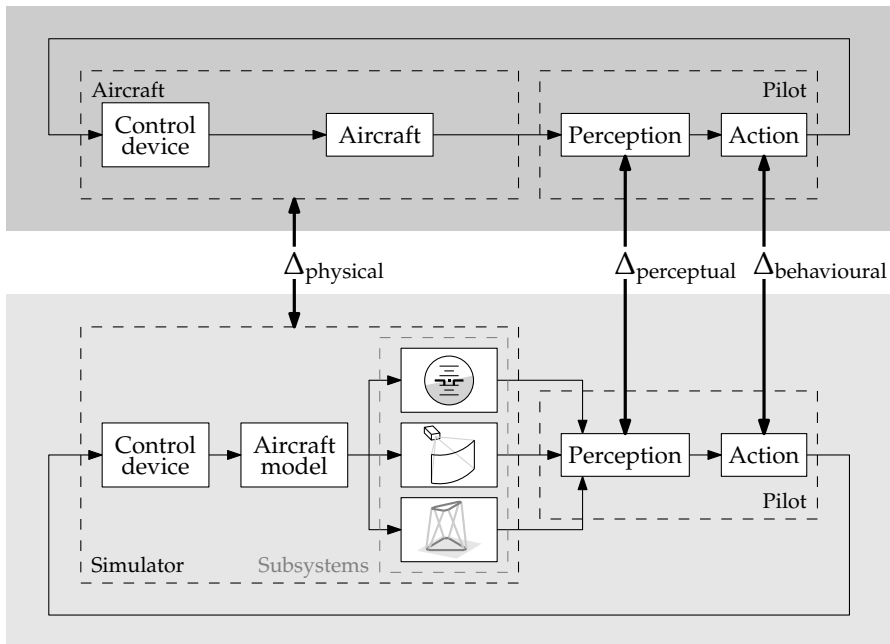 Aircraft
Pilot
Control
device
Aircraft
Perception
Action
Δphysical
Δperceptual
Δbehavioural
Control
device
Aircraft
model
Perception
Action
Pilot
Simulator
Subsystems